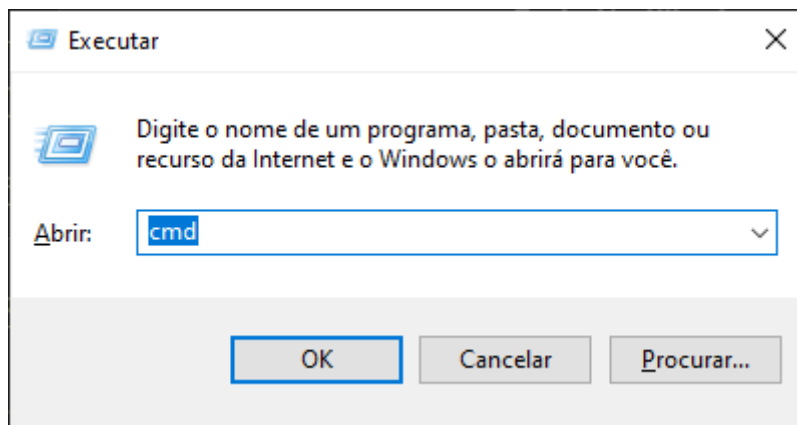 Executar
Digite o nome de um programa, pasta, documento ou
recurso da Internet e o Windows o abrirá para você.
Abrir: cmd
OK Cancelar Procurar...